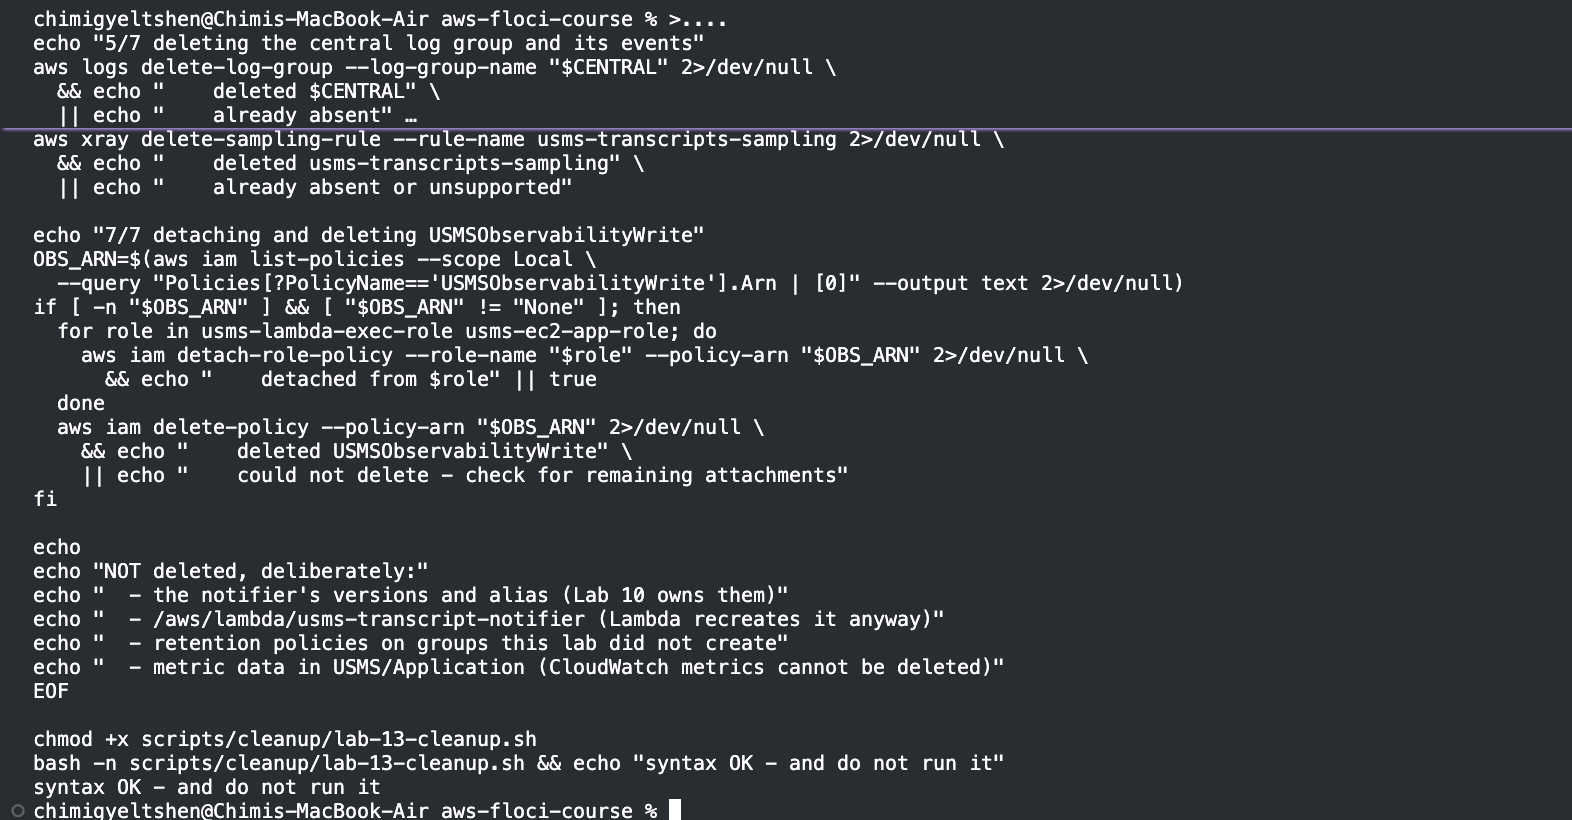 chimigyeltshen@Chimis-MacBook-Air aws-floci-course % >....
echo "5/7 deleting the central log group and its events"
aws logs delete-log-group --log-group-name "$CENTRAL" 2>/dev/null \
  && echo "    deleted $CENTRAL" \
  || echo "    already absent" …
aws xray delete-sampling-rule --rule-name usms-transcripts-sampling 2>/dev/null \
  && echo "    deleted usms-transcripts-sampling" \
  || echo "    already absent or unsupported"

echo "7/7 detaching and deleting USMSObservabilityWrite"
OBS_ARN=$(aws iam list-policies --scope Local \
  --query "Policies[?PolicyName=='USMSObservabilityWrite'].Arn | [0]" --output text 2>/dev/null)
if [ -n "$OBS_ARN" ] && [ "$OBS_ARN" != "None" ]; then
  for role in usms-lambda-exec-role usms-ec2-app-role; do
    aws iam detach-role-policy --role-name "$role" --policy-arn "$OBS_ARN" 2>/dev/null \
      && echo "    detached from $role" || true
  done
  aws iam delete-policy --policy-arn "$OBS_ARN" 2>/dev/null \
    && echo "    deleted USMSObservabilityWrite" \
    || echo "    could not delete – check for remaining attachments"
fi

echo
echo "NOT deleted, deliberately:"
echo "  – the notifier's versions and alias (Lab 10 owns them)"
echo "  – /aws/lambda/usms-transcript-notifier (Lambda recreates it anyway)"
echo "  – retention policies on groups this lab did not create"
echo "  – metric data in USMS/Application (CloudWatch metrics cannot be deleted)"
EOF

chmod +x scripts/cleanup/lab-13-cleanup.sh
bash -n scripts/cleanup/lab-13-cleanup.sh && echo "syntax OK – and do not run it"
syntax OK – and do not run it
chimigyeltshen@Chimis-MacBook-Air aws-floci-course %